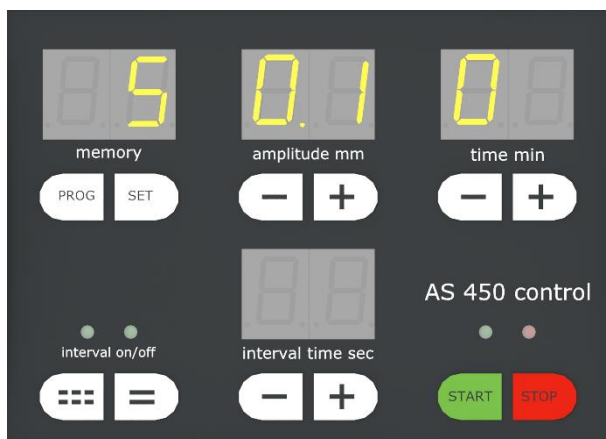 5 0.1 0
memory amplitude mm time min
PROG SET − + − +
AS 450 control
interval on/off interval time sec
− + START STOP